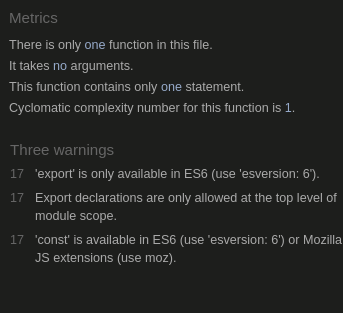 Metrics
There is only one function in this file.
It takes no arguments.
This function contains only one statement.
Cyclomatic complexity number for this function is 1.
Three warnings
17 'export' is only available in ES6 (use 'esversion: 6').
17 Export declarations are only allowed at the top level of
module scope.
17 'const' is available in ES6 (use 'esversion: 6') or Mozilla
JS extensions (use moz).